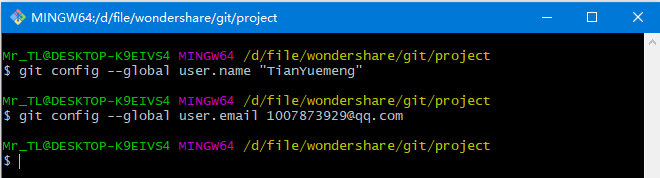 MINGW64:/d/file/wondershare/git/project
Mr_TL@DESKTOP-K9EIVS4 MINGW64 /d/file/wondershare/git/project
$ git config --global user.name "TianYuemeng"
Mr_TL@DESKTOP-K9EIVS4 MINGW64 /d/file/wondershare/git/project
$ git config --global user.email 1007873929@qq.com
Mr_TL@DESKTOP-K9EIVS4 MINGW64 /d/file/wondershare/git/project
$